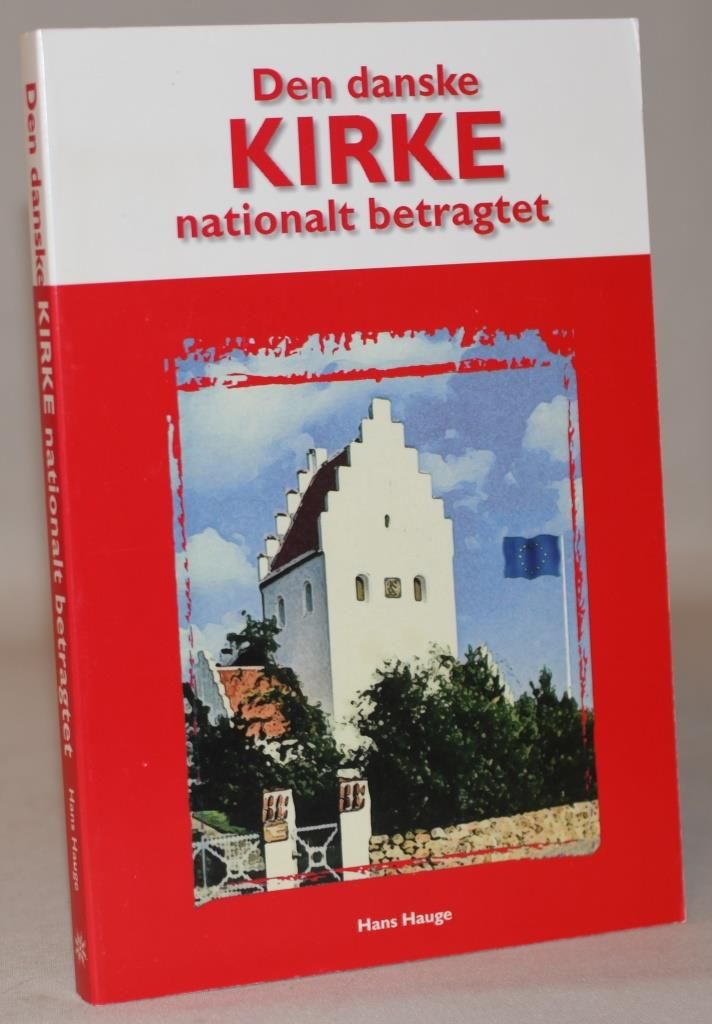 Den danske
KIRKE
nationalt betragtet
Hans Hauge
Den danske KIRKE nationalt betragtet
Hans Hauge